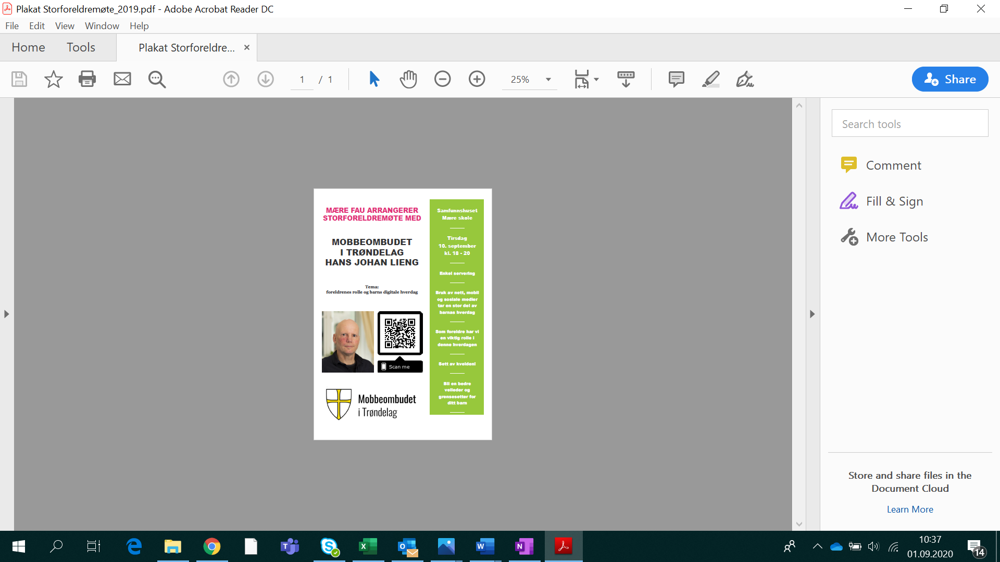 Plakat Storforeldremøte_2019.pdf - Adobe Acrobat Reader DC
File Edit View Window Help
Home Tools Plakat Storforeldre... ×
1 / 1 25% Share
Search tools
Comment
Fill & Sign
More Tools
Store and share files in the
Document Cloud
Learn More
MÆRE FAU ARRANGERER
STORFORELDREMØTE MED
MOBBEOMBUDET
I TRØNDELAG
HANS JOHAN LIENG
Tema:
foreldrenes rolle og barns digitale hverdag
Scan me
Mobbeombudet
i Trøndelag
Samfunnshuset
Mære skole
Tirsdag
10. september
kl. 18 - 20
Enkel servering
Bruk av nett, mobil
og sosiale medier
tar en stor del av
barnas hverdag
Som foreldre har vi
en viktig rolle i
denne hverdagen
Sett av kvelden!
Bli en bedre
veileder og
grensesetter for
ditt barn
10:37
01.09.2020
14